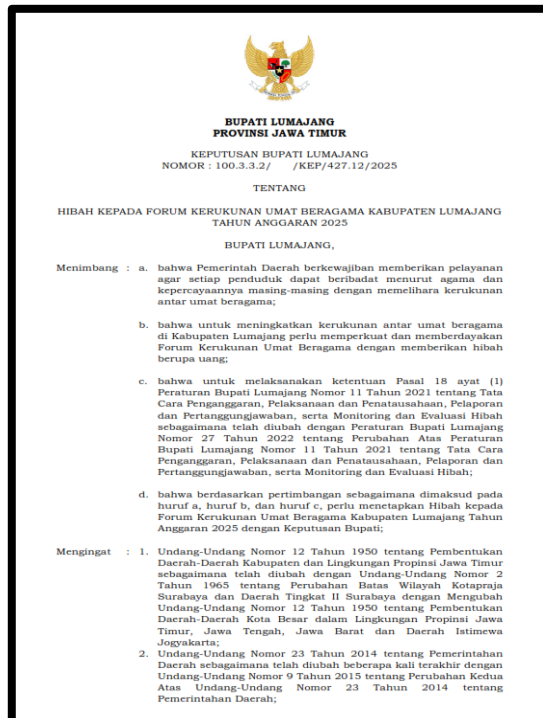 BUPATI LUMAJANG
PROVINSI JAWA TIMUR
KEPUTUSAN BUPATI LUMAJANG
NOMOR : 100.3.3.2/ /KEP/427.12/2025
TENTANG
HIBAH KEPADA FORUM KERUKUNAN UMAT BERAGAMA KABUPATEN LUMAJANG
TAHUN ANGGARAN 2025
BUPATI LUMAJANG,
Menimbang : a. bahwa Pemerintah Daerah berkewajiban memberikan pelayanan
agar setiap penduduk dapat beribadat menurut agama dan
kepercayaannya masing-masing dengan memelihara kerukunan
antar umat beragama;
b. bahwa untuk meningkatkan kerukunan antar umat beragama
di Kabupaten Lumajang perlu memperkuat dan memberdayakan
Forum Kerukunan Umat Beragama dengan memberikan hibah
berupa uang;
c. bahwa untuk melaksanakan ketentuan Pasal 18 ayat (1)
Peraturan Bupati Lumajang Nomor 11 Tahun 2021 tentang Tata
Cara Penganggaran, Pelaksanaan dan Penatausahaan, Pelaporan
dan Pertanggungjawaban, serta Monitoring dan Evaluasi Hibah
sebagaimana telah diubah dengan Peraturan Bupati Lumajang
Nomor 27 Tahun 2022 tentang Perubahan Atas Peraturan
Bupati Lumajang Nomor 11 Tahun 2021 tentang Tata Cara
Penganggaran, Pelaksanaan dan Penatausahaan, Pelaporan dan
Pertanggungjawaban, serta Monitoring dan Evaluasi Hibah;
d. bahwa berdasarkan pertimbangan sebagaimana dimaksud pada
huruf a, huruf b, dan huruf c, perlu menetapkan Hibah kepada
Forum Kerukunan Umat Beragama Kabupaten Lumajang Tahun
Anggaran 2025 dengan Keputusan Bupati;
Mengingat : 1. Undang-Undang Nomor 12 Tahun 1950 tentang Pembentukan
Daerah-Daerah Kabupaten dan Lingkungan Propinsi Jawa Timur
sebagaimana telah diubah dengan Undang-Undang Nomor 2
Tahun 1965 tentang Perubahan Batas Wilayah Kotapraja
Surabaya dan Daerah Tingkat II Surabaya dengan Mengubah
Undang-Undang Nomor 12 Tahun 1950 tentang Pembentukan
Daerah-Daerah Kota Besar dalam Lingkungan Propinsi Jawa
Timur, Jawa Tengah, Jawa Barat dan Daerah Istimewa
Jogyakarta;
2. Undang-Undang Nomor 23 Tahun 2014 tentang Pemerintahan
Daerah sebagaimana telah diubah beberapa kali terakhir dengan
Undang-Undang Nomor 9 Tahun 2015 tentang Perubahan Kedua
Atas Undang-Undang Nomor 23 Tahun 2014 tentang
Pemerintahan Daerah;